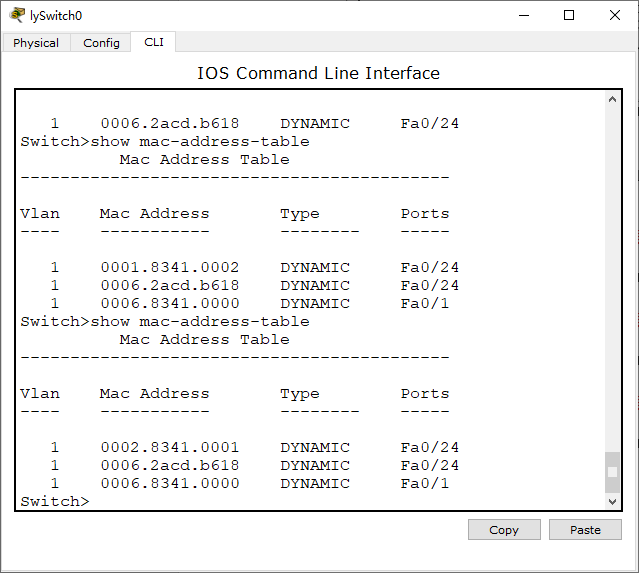 lySwitch0
Physical Config CLI
IOS Command Line Interface
1 0006.2acd.b618 DYNAMIC Fa0/24
Switch>show mac-address-table
Mac Address Table
-------------------------------------------
Vlan Mac Address Type Ports
---- ----------- -------- -----
1 0001.8341.0002 DYNAMIC Fa0/24
1 0006.2acd.b618 DYNAMIC Fa0/24
1 0006.8341.0000 DYNAMIC Fa0/1
Switch>show mac-address-table
Mac Address Table
-------------------------------------------
Vlan Mac Address Type Ports
---- ----------- -------- -----
1 0002.8341.0001 DYNAMIC Fa0/24
1 0006.2acd.b618 DYNAMIC Fa0/24
1 0006.8341.0000 DYNAMIC Fa0/1
Switch>
Copy Paste